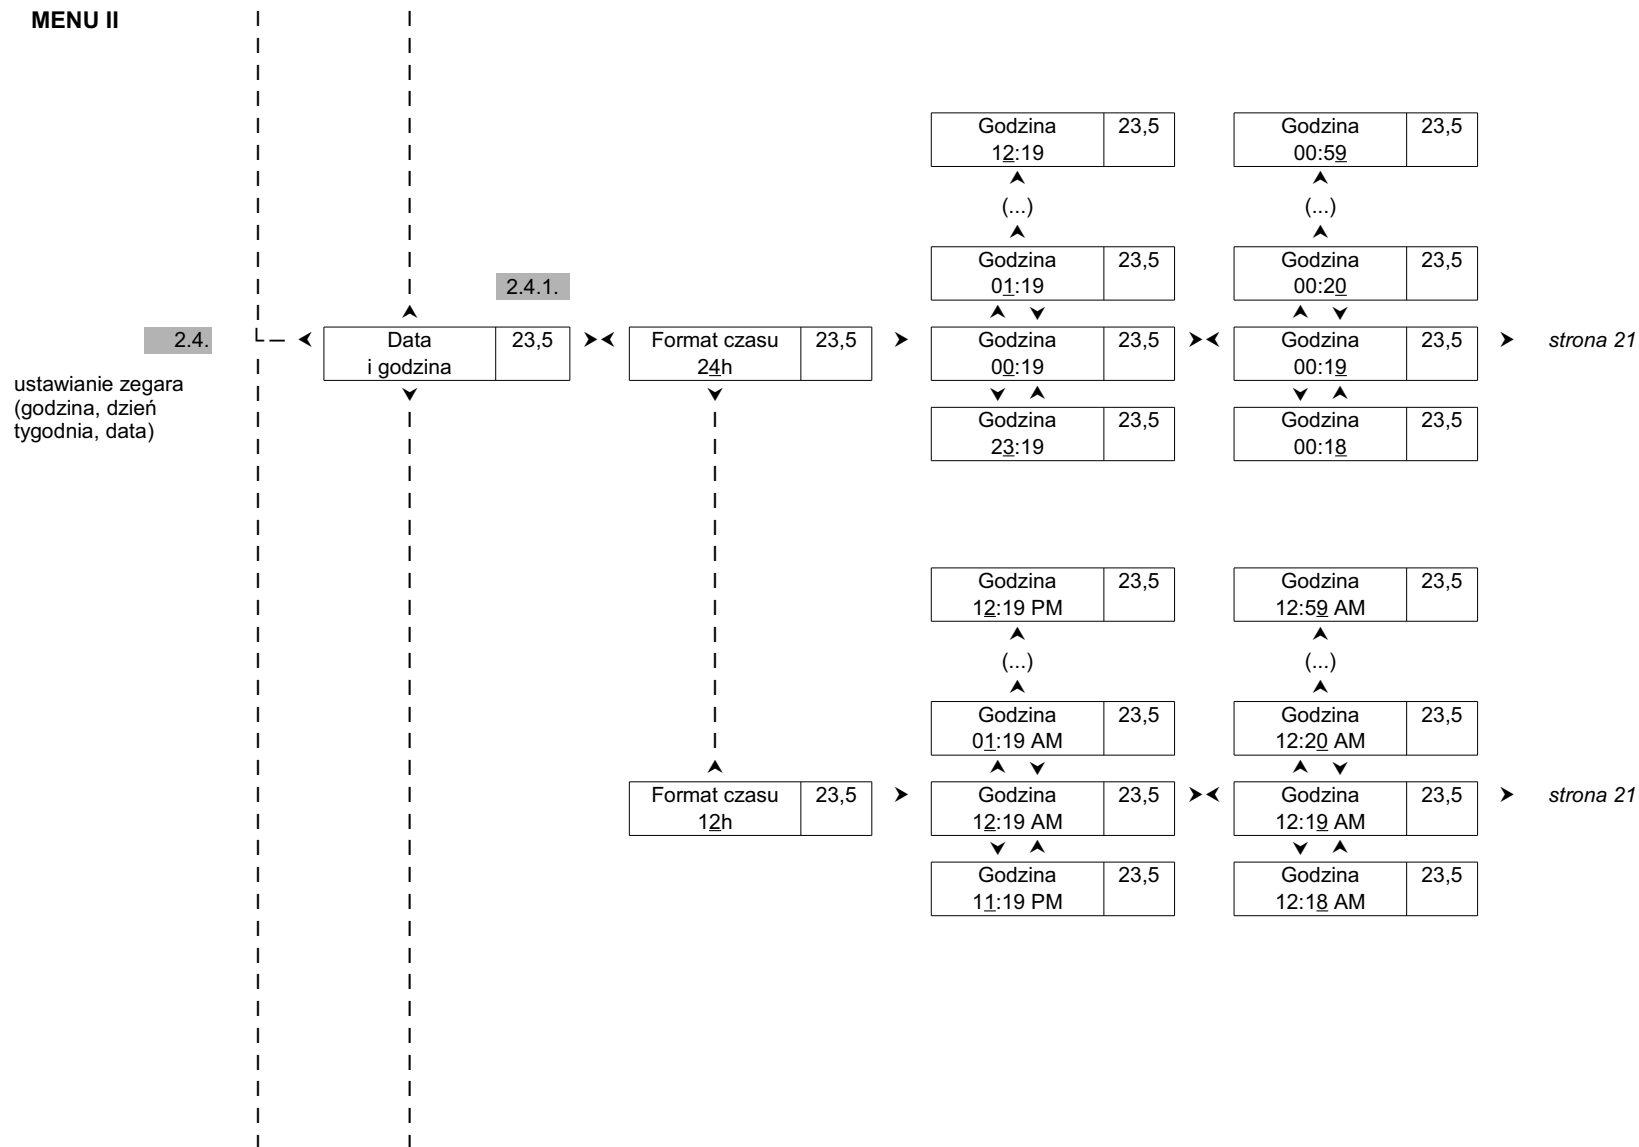 MENU II
Godzina 23,5 Godzina 23,5
12:19 00:59
(...) (...)
Godzina 23,5 Godzina 23,5
01:19 00:20
2.4.1.
2.4. Data 23,5 Format czasu 23,5 Godzina 23,5 Godzina 23,5 strona 21
i godzina 24h 00:19 00:19
ustawianie zegara
(godzina, dzień
tygodnia, data)
Godzina 23,5 Godzina 23,5
23:19 00:18
Godzina 23,5 Godzina 23,5
12:19 PM 12:59 AM
(...) (...)
Godzina 23,5 Godzina 23,5
01:19 AM 12:20 AM
Format czasu 23,5 Godzina 23,5 Godzina 23,5 strona 21
12h 12:19 AM 12:19 AM
Godzina 23,5 Godzina 23,5
11:19 PM 12:18 AM